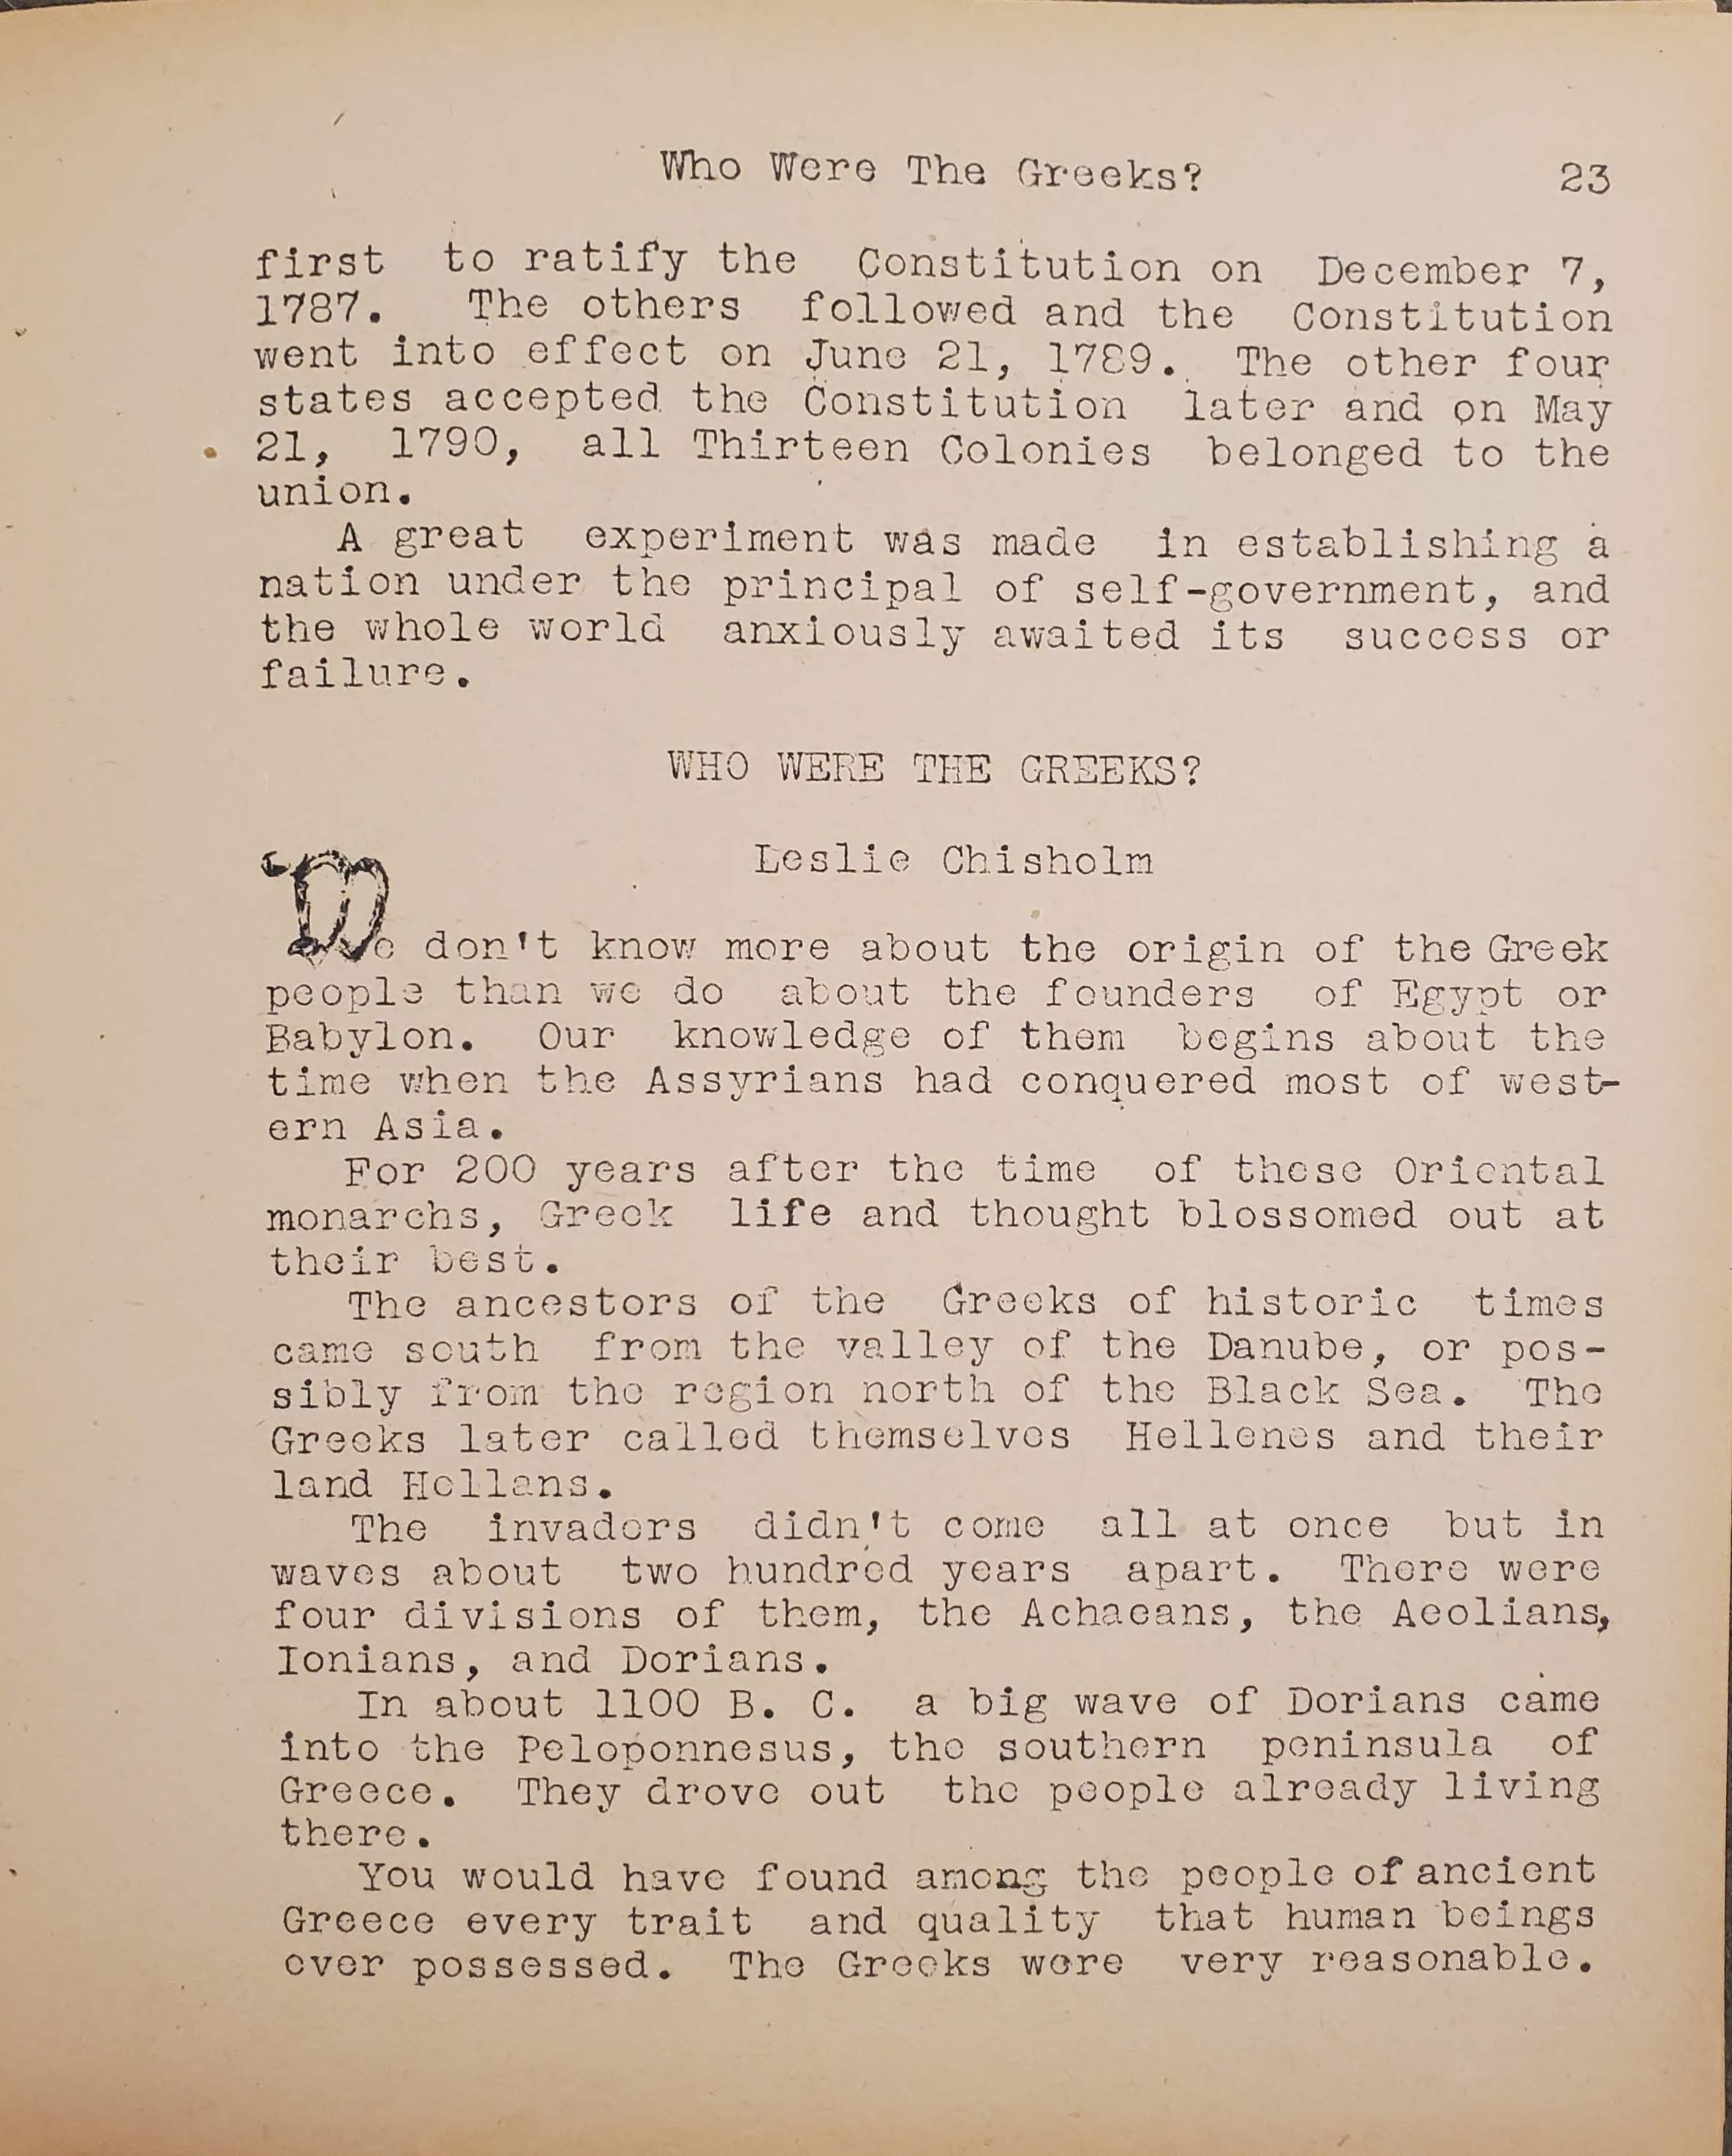 Who Were The Greeks? 23
first to ratify the Constitution on December 7,
1787. The others followed and the Constitution
went into effect on June 21, 1789. The other four
states accepted the Constitution later and on May
21, 1790, all Thirteen Colonies belonged to the
union.
A great experiment was made in establishing a
nation under the principal of self-government, and
the whole world anxiously awaited its success or
failure.
WHO WERE THE GREEKS?
Leslie Chisholm
We don't know more about the origin of the Greek
people than we do about the founders of Egypt or
Babylon. Our knowledge of them begins about the
time when the Assyrians had conquered most of west-
ern Asia.
For 200 years after the time of these Oriental
monarchs, Greek life and thought blossomed out at
their best.
The ancestors of the Greeks of historic times
came south from the valley of the Danube, or pos-
sibly from the region north of the Black Sea. The
Greeks later called themselves Hellenes and their
land Hellans.
The invaders didn't come all at once but in
waves about two hundred years apart. There were
four divisions of them, the Achaeans, the Aeolians,
Ionians, and Dorians.
In about 1100 B. C. a big wave of Dorians came
into the Peloponnesus, the southern peninsula of
Greece. They drove out the people already living
there.
You would have found among the people of ancient
Greece every trait and quality that human beings
ever possessed. The Greeks were very reasonable.